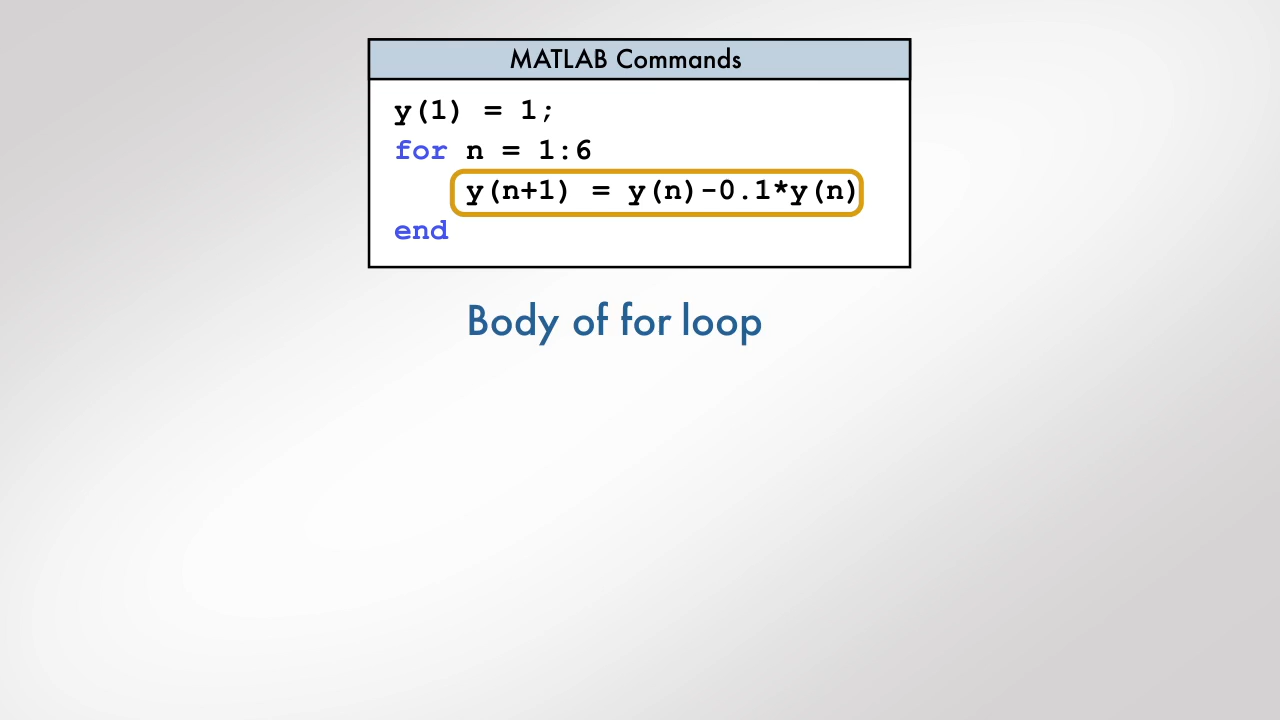 MATLAB Commands
y(1) = 1;
for n = 1:6
y(n+1) = y(n)-0.1*y(n)
end
Body of for loop